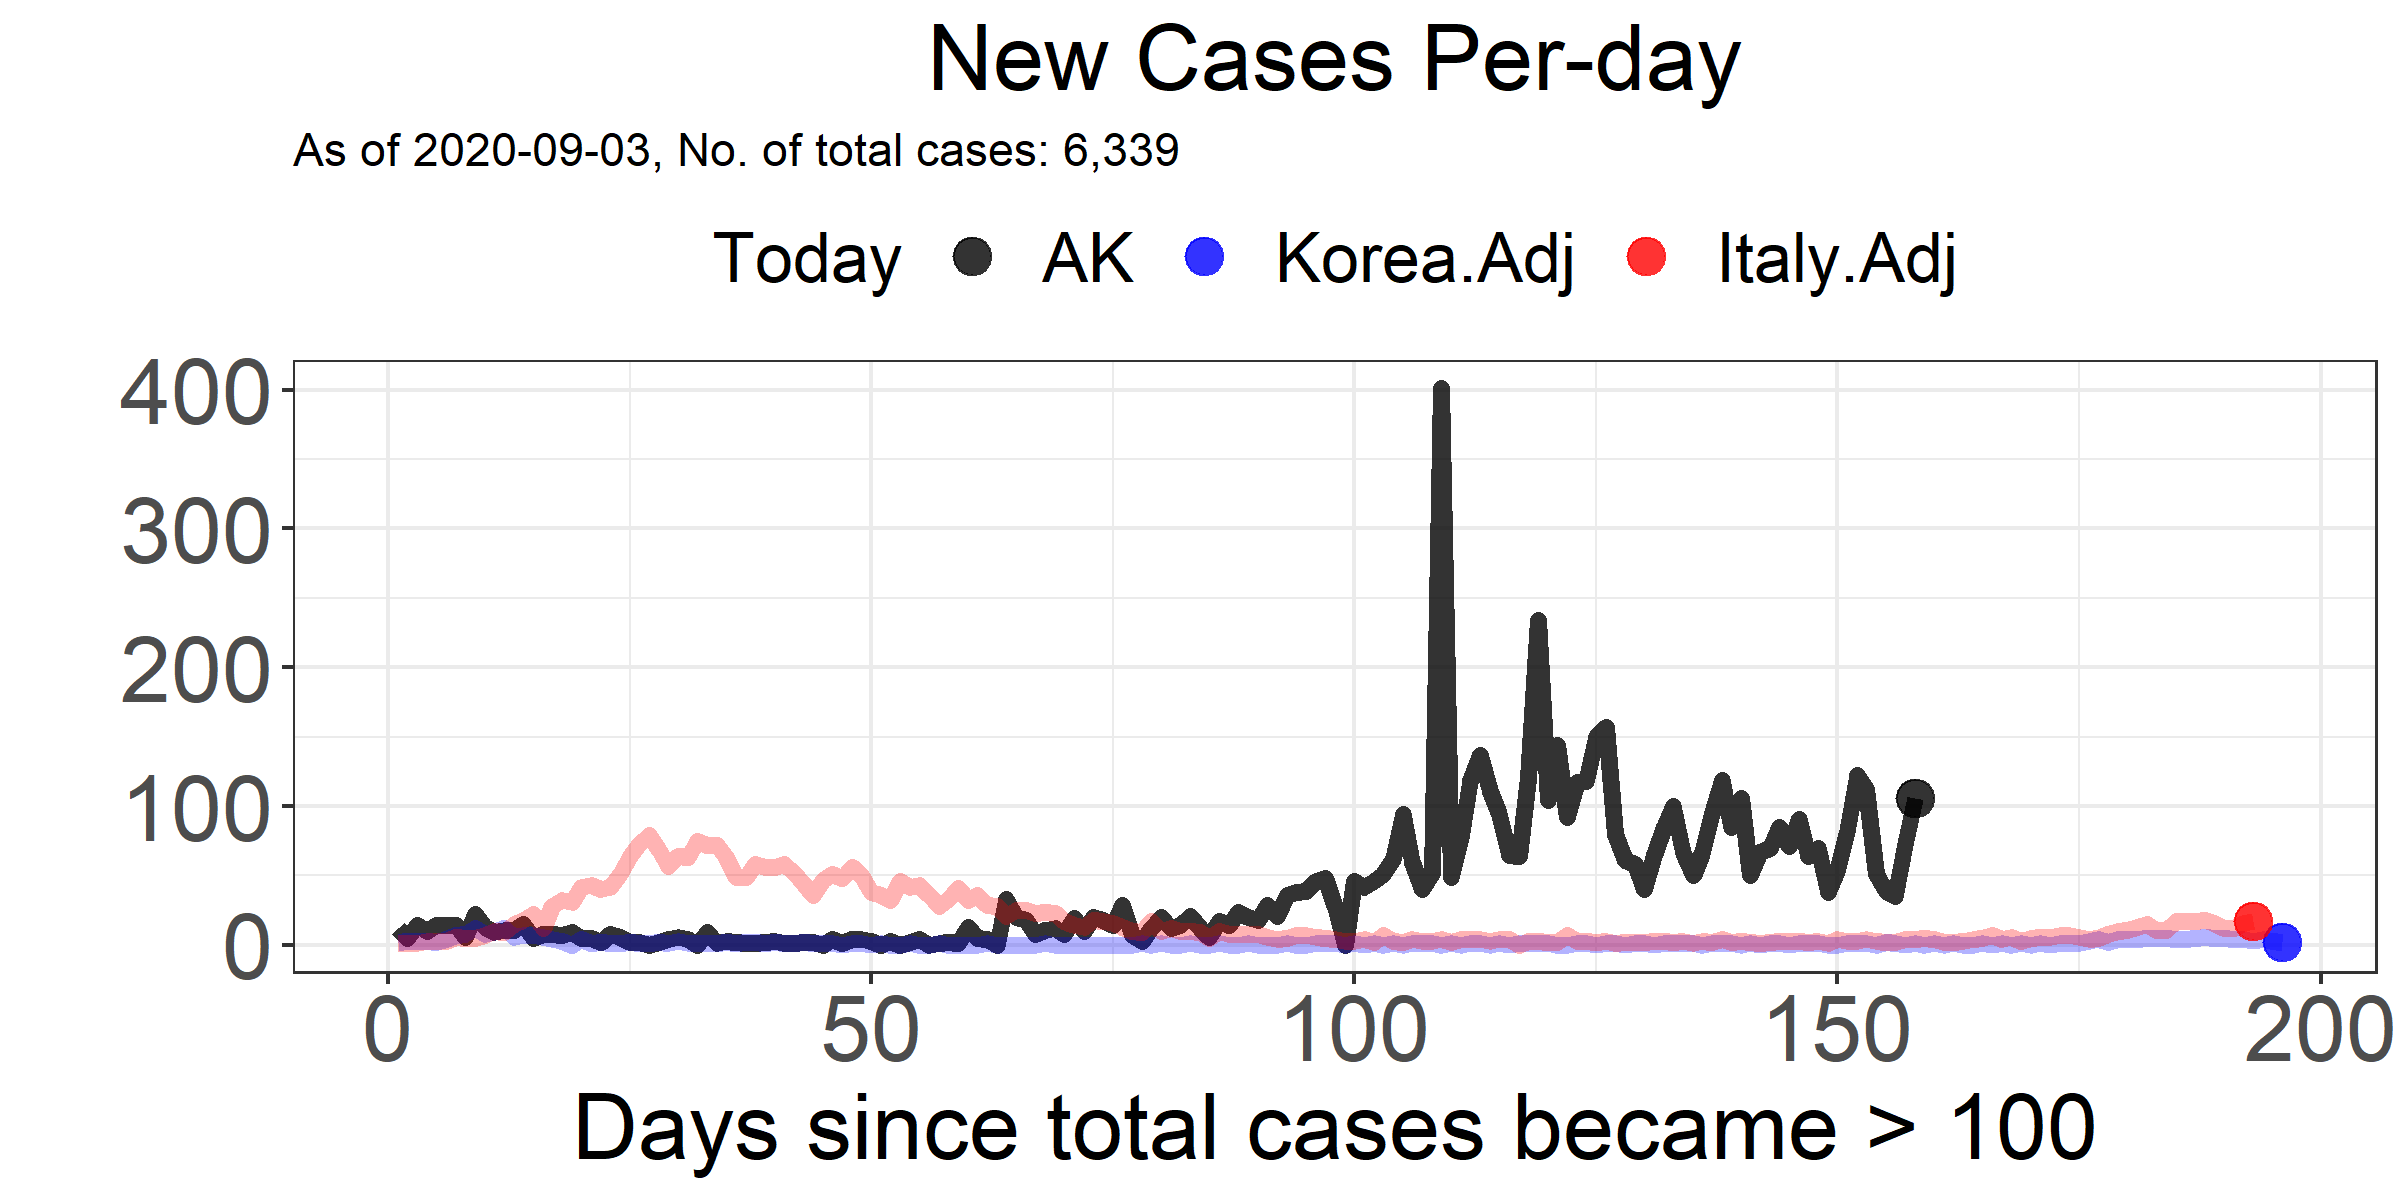 New Cases Per-day
As of 2020-09-03, No. of total cases: 6,339
Today AK Korea.Adj Italy.Adj
400
300
200
100
0
0 50 100 150 200
Days since total cases became > 100